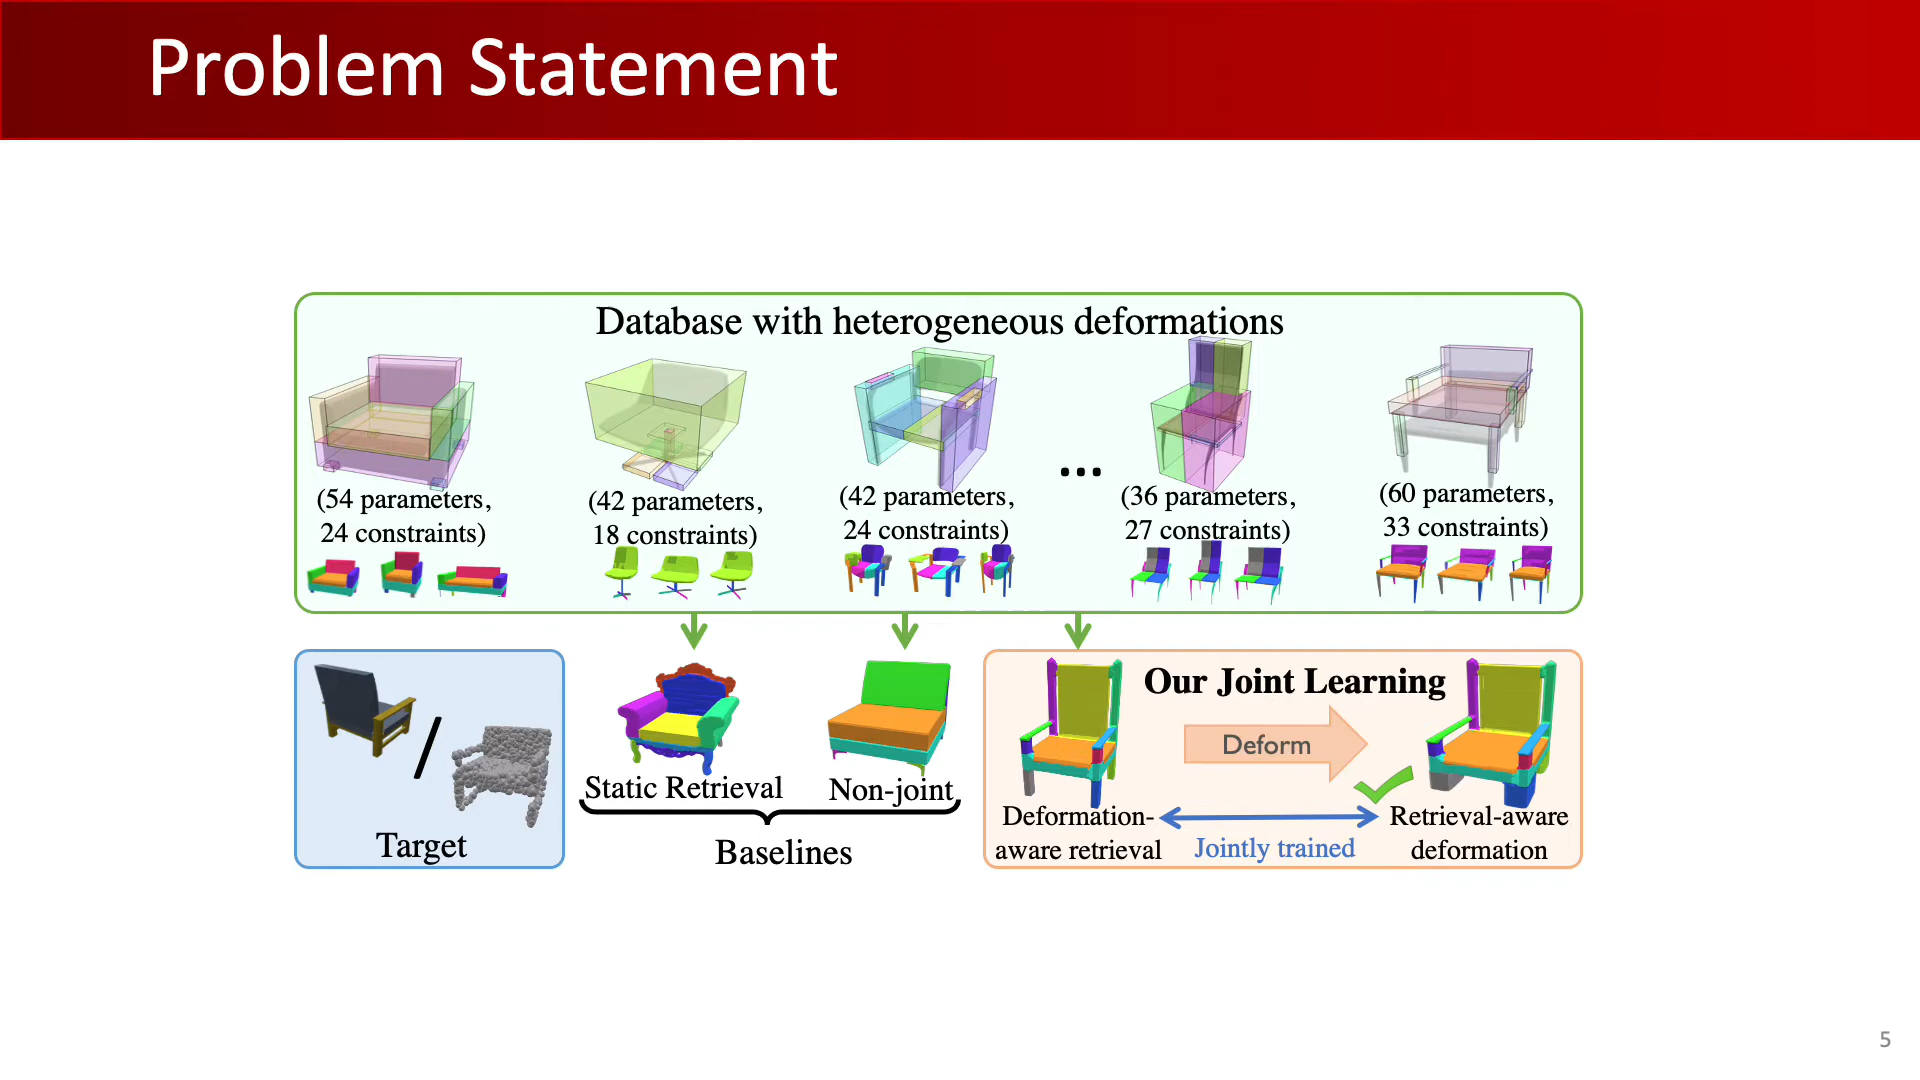 Problem Statement
Database with heterogeneous deformations
(54 parameters,
24 constraints)
(42 parameters,
18 constraints)
(42 parameters,
24 constraints)
...
(36 parameters,
27 constraints)
(60 parameters,
33 constraints)
/
Target
Static Retrieval
Non-joint
Baselines
Our Joint Learning
Deform
Deformation-
aware retrieval
Jointly trained
Retrieval-aware
deformation
5